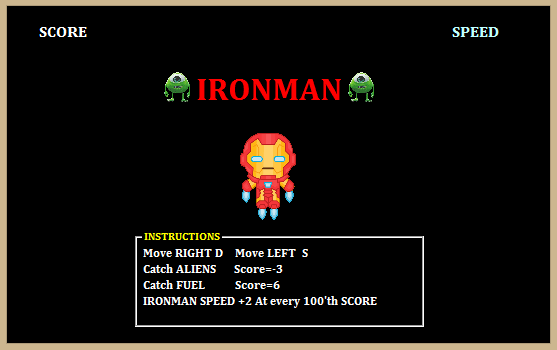 SCORE SPEED
IRONMAN
INSTRUCTIONS
Move RIGHT D Move LEFT S
Catch ALIENS Score=-3
Catch FUEL Score=6
IRONMAN SPEED +2 At every 100'th SCORE